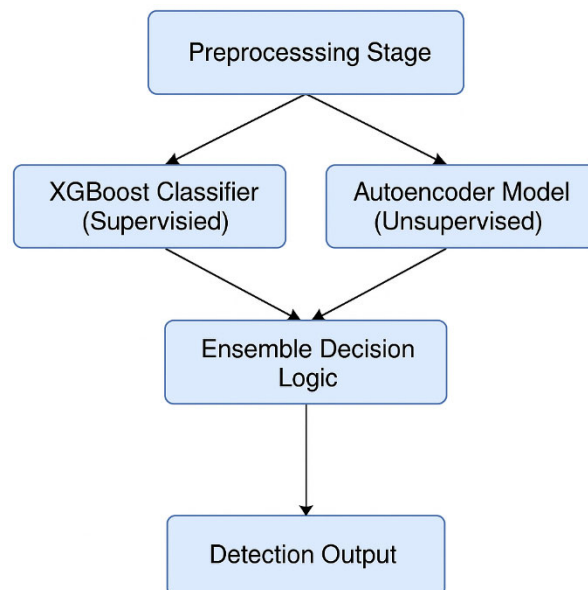 Preprocesssing Stage
XGBoost Classifier
(Supervisied)
Autoencoder Model
(Unsupervised)
Ensemble Decision
Logic
Detection Output